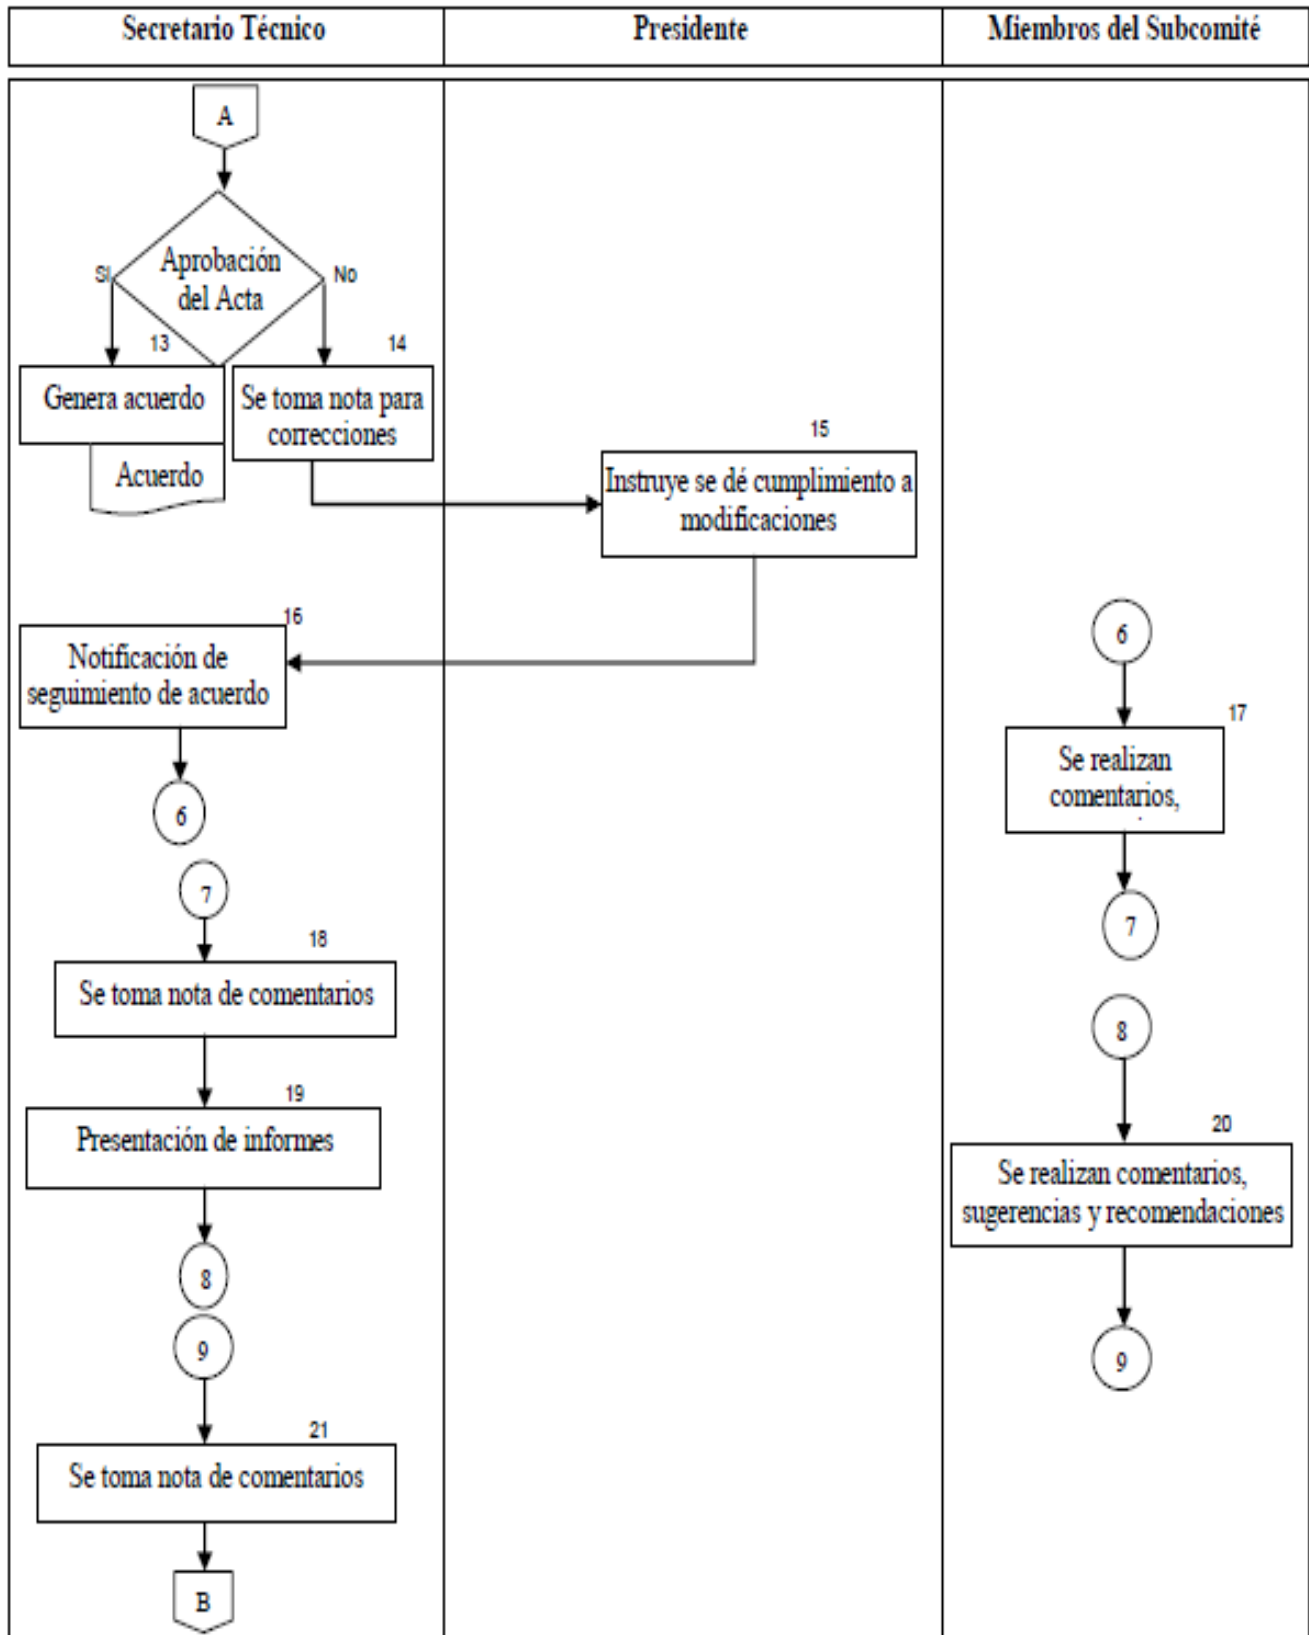 Secretario Técnico
Presidente
Miembros del Subcomité
A
Aprobación
del Acta
Si
No
13
14
Genera acuerdo
Acuerdo
Se toma nota para
correcciones
15
Instruye se dé cumplimiento a
modificaciones
16
Notificación de
seguimiento de acuerdo
6
6
17
Se realizan
comentarios,
7
7
18
Se toma nota de comentarios
19
Presentación de informes
8
8
20
Se realizan comentarios,
sugerencias y recomendaciones
9
9
21
Se toma nota de comentarios
B